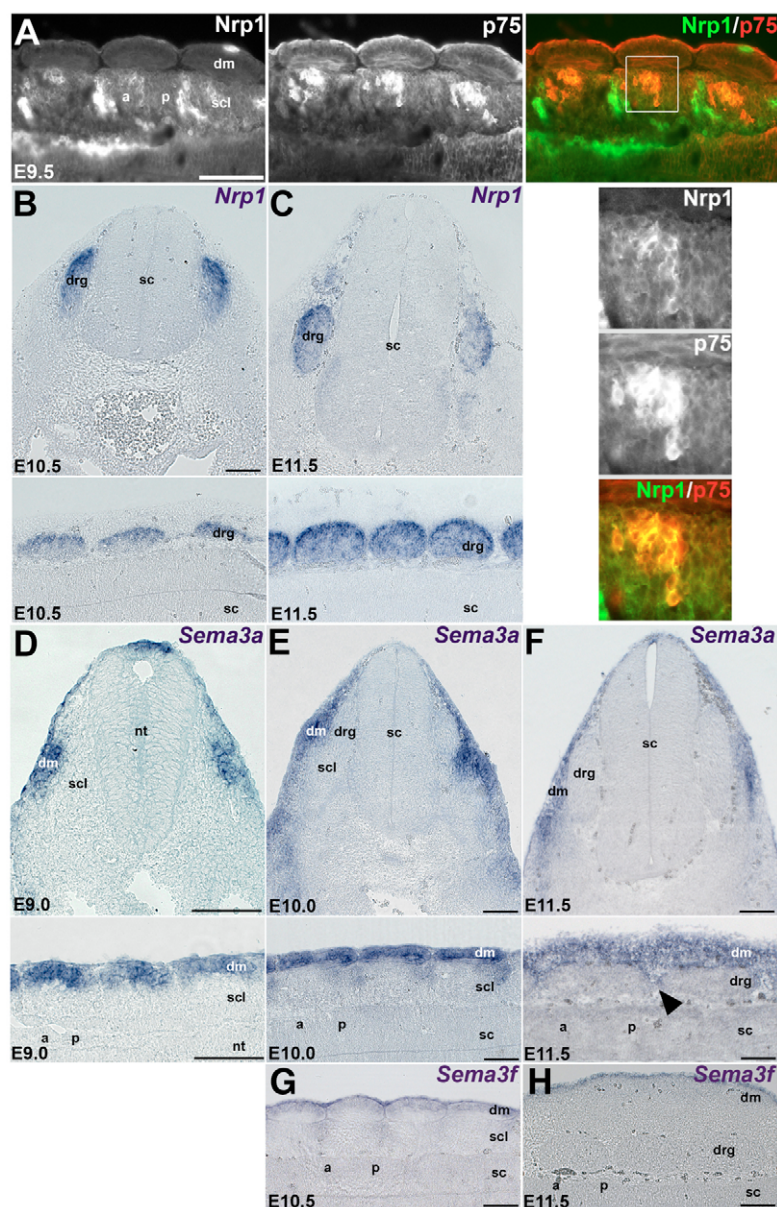 A Nrp1 p75 Nrp1/p75
dm
a p scl
E9.5
B Nrp1 C Nrp1
Nrp1
drg sc
drg sc
p75
E10.5 E11.5
Nrp1/p75
drg drg
E10.5 sc E11.5 sc
D Sema3a E Sema3a F Sema3a
nt
dm
scl
E9.0
sc
dm drg
scl
E10.0
sc
drg
dm
E11.5
dm
scl
a p
E9.0 nt
dm
scl
a p
E10.0 sc
dm
drg
a p
E11.5 sc
G Sema3f H Sema3f
dm
scl
a p
E10.5 sc
dm
drg
a p
E11.5 sc